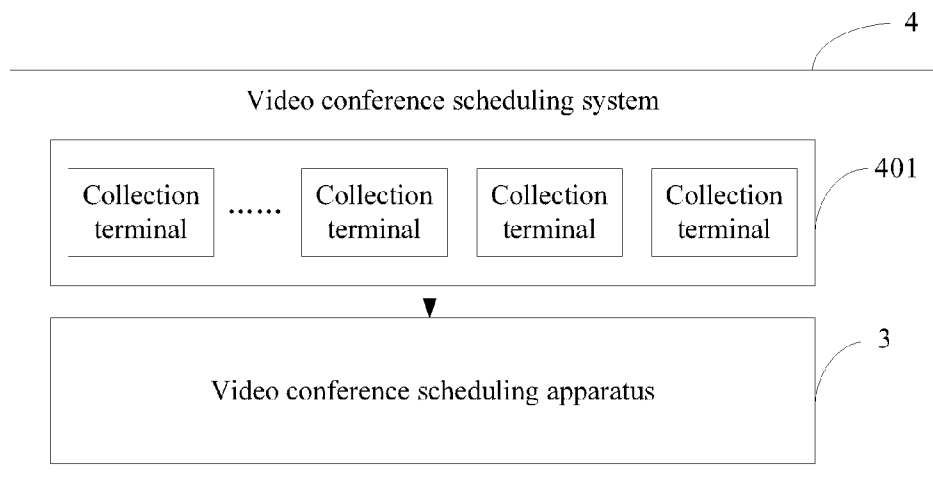 4
Video conference scheduling system
401
Collection
terminal
......
Collection
terminal
Collection
terminal
Collection
terminal
3
Video conference scheduling apparatus